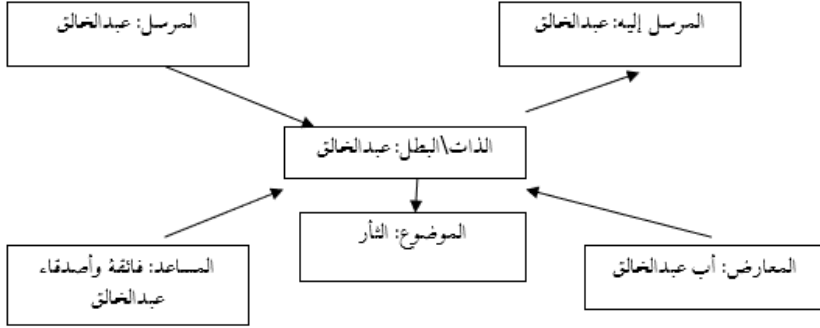 المرسل إليه: عبدالخالق
المرسل: عبدالخالق
الذات\البطل: عبدالخالق
الموضوع: الثأر
المعارض: أب عبدالخالق
المساعد: فائقة وأصدقاء
عبدالخالق